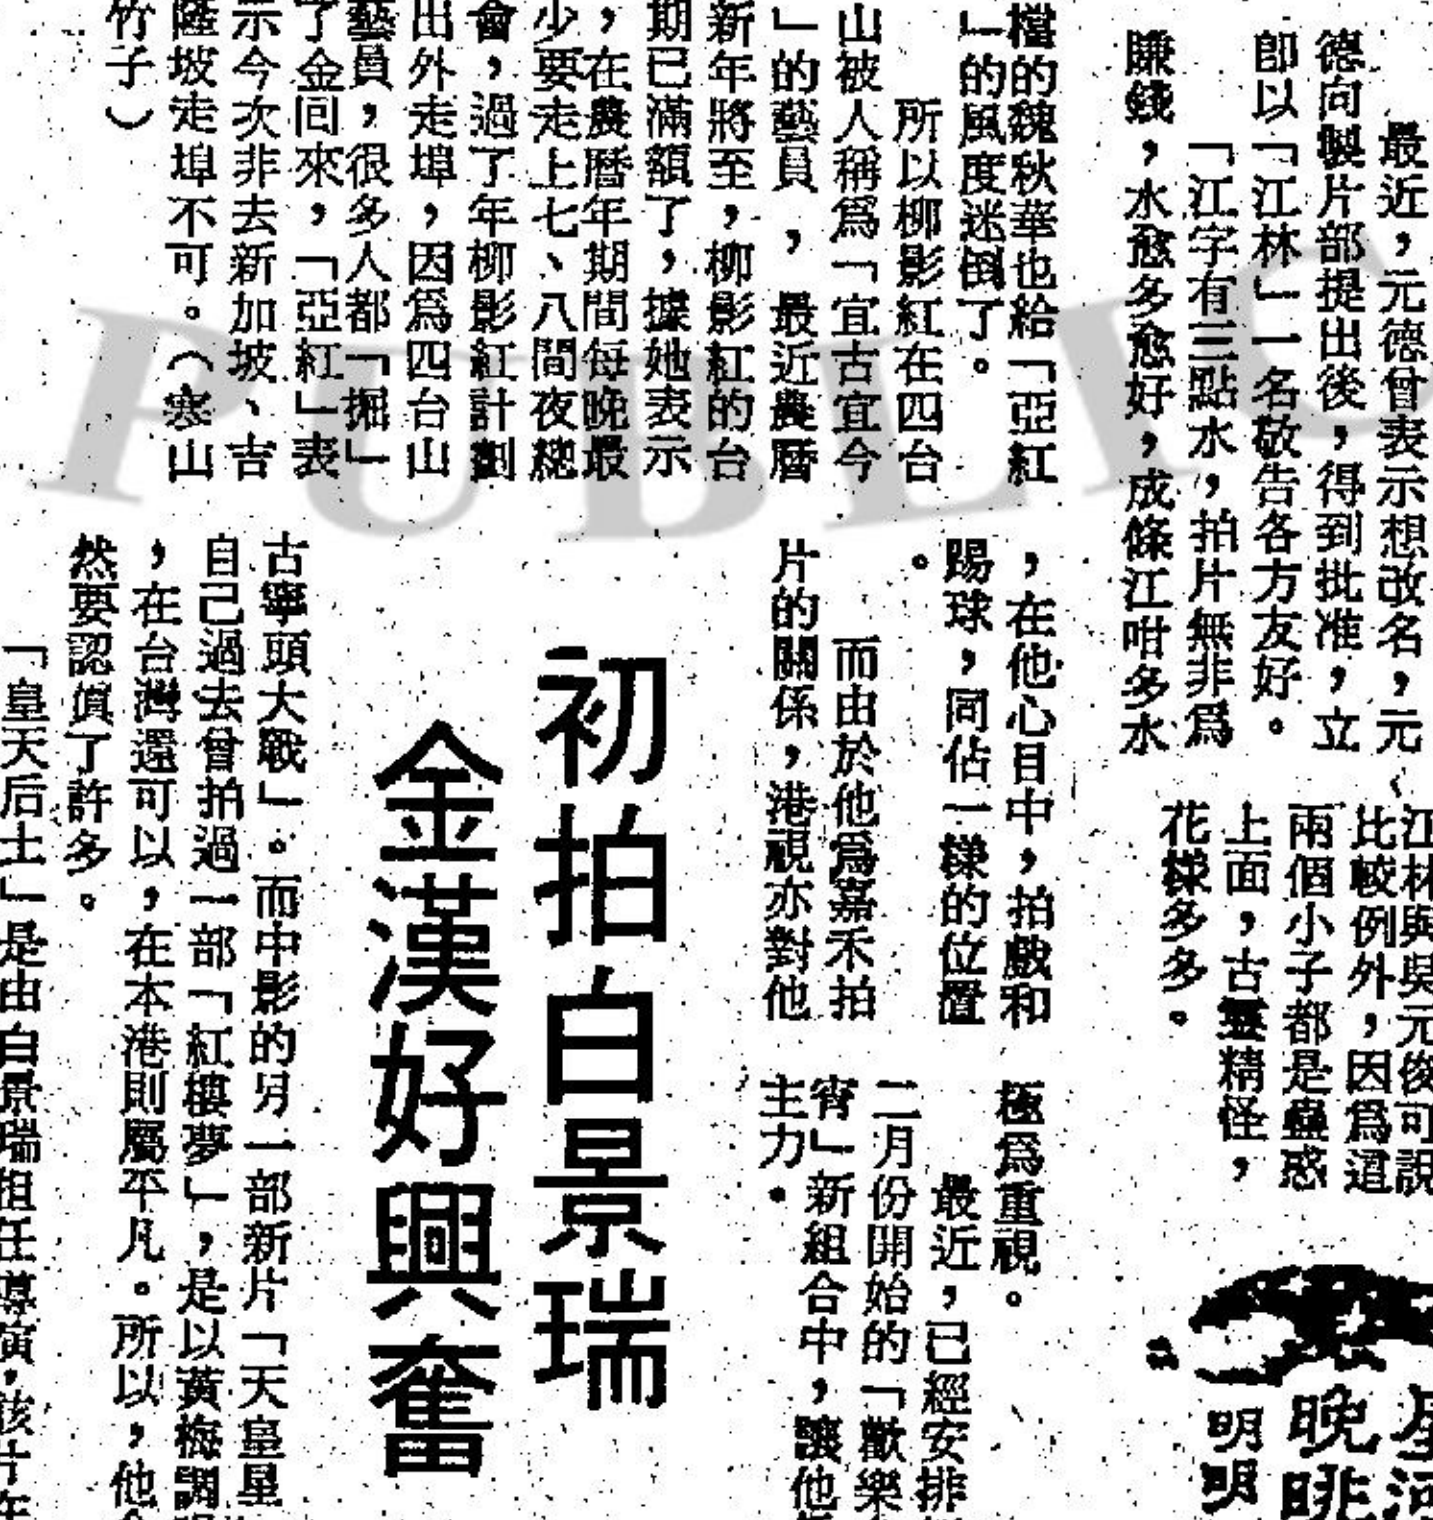 最近，元德曾表示想改名，元
德向製片部提出後，得到批准，立
即以「江林」一名敬告各方友好。
「江字有三點水，拍片無非爲
賺錢，水愈多愈好，成條江咁多水
江林與吳元俊可說
比較例外，因爲這
兩個小子都是蠱惑
上面，古靈精怪，
花樣多多。
檔的魏秋華也給「亞紅
」的風度迷倒了。
所以柳影紅在四台
山被人稱爲「宜古宜今
」的藝員，最近農曆
新年將至，柳影紅的台
期已滿額了，據她表示
，在農曆年期間每晚最
少要走上七、八間夜總
會，過了年柳影紅計劃
出外走埠，因爲四台山
藝員，很多人都「掘」
了金回來，「亞紅」表
示今次非去新加坡、吉
隆坡走埠不可。（寒山
竹子）
，在他心目中，拍戲和
踢球，同佔一樣的位置
。
而由於他爲嘉禾拍
片的關係，港視亦對他
極爲重視。
最近，已經安排
二月份開始的「歡樂
宵」新組合中，讓他
主力。
初拍白景瑞
金漢好興奮
古寧頭大戰」。而中影的另一部新片「天皇星
自己過去曾拍過一部「紅樓夢」，是以黃梅調
，在台灣還可以，在本港則屬平凡。所以，他
然要認眞了許多。
「皇天后土」是由白景瑞担任導演，該片在
晚
明明
PUBLIC